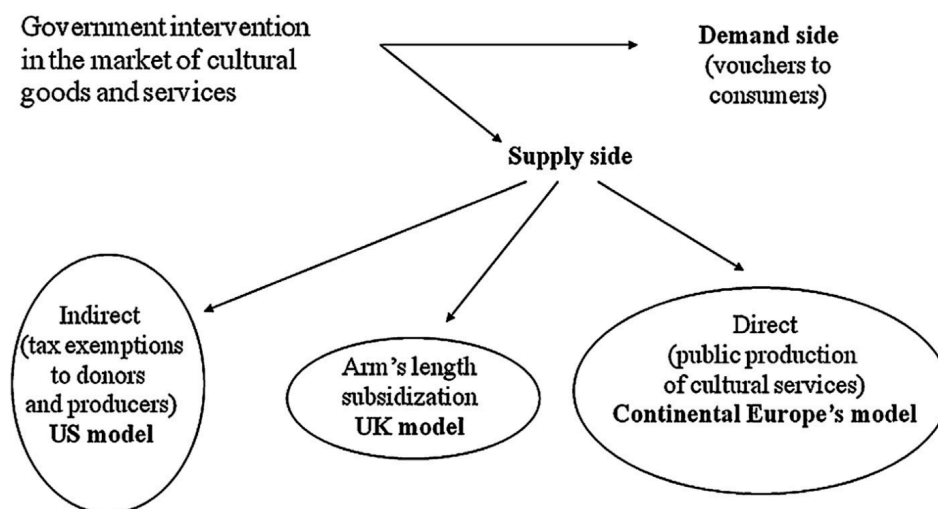 Government intervention
in the market of cultural
goods and services
Demand side
(vouchers to
consumers)
Supply side
Indirect
(tax exemptions
to donors
and producers)
US model
Arm's length
subsidization
UK model
Direct
(public production
of cultural services)
Continental Europe's model